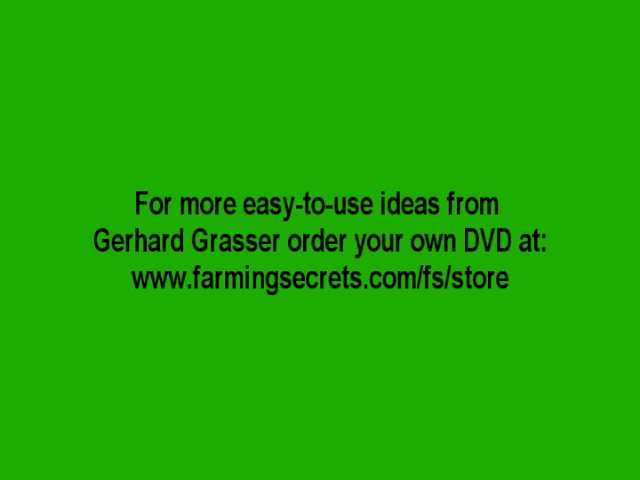 For more easy-to-use ideas from
Gerhard Grasser order your own DVD at:
www.farmingsecrets.com/fs/store